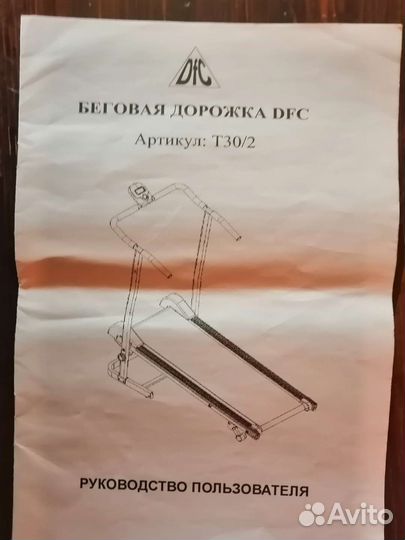 DFC
БЕГОВАЯ ДОРОЖКА DFC
Артикул: T30/2
РУКОВОДСТВО ПОЛЬЗОВАТЕЛЯ
Avito